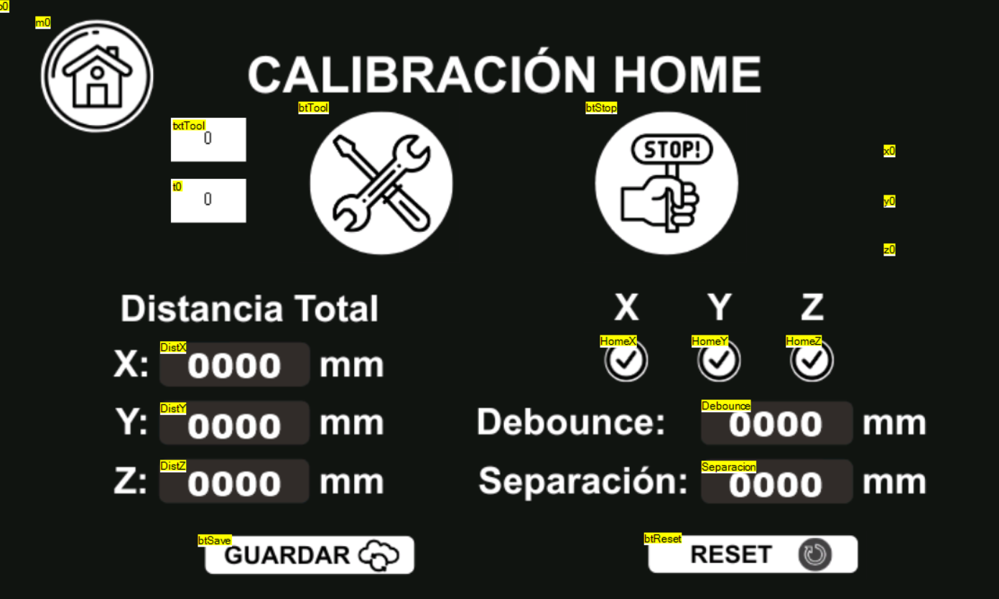 p0
m0
CALIBRACIÓN HOME
btTool
btStop
STOP!
txtTool
0
t0
0
x0
y0
z0
Distancia Total
X Y Z
HomeX HomeY HomeZ
DistX
X: 0000 mm
DistY
Y: 0000 mm
Debounce
Debounce: 0000 mm
DistZ
Z: 0000 mm
Separacion
Separación: 0000 mm
btSave
GUARDAR
btReset
RESET